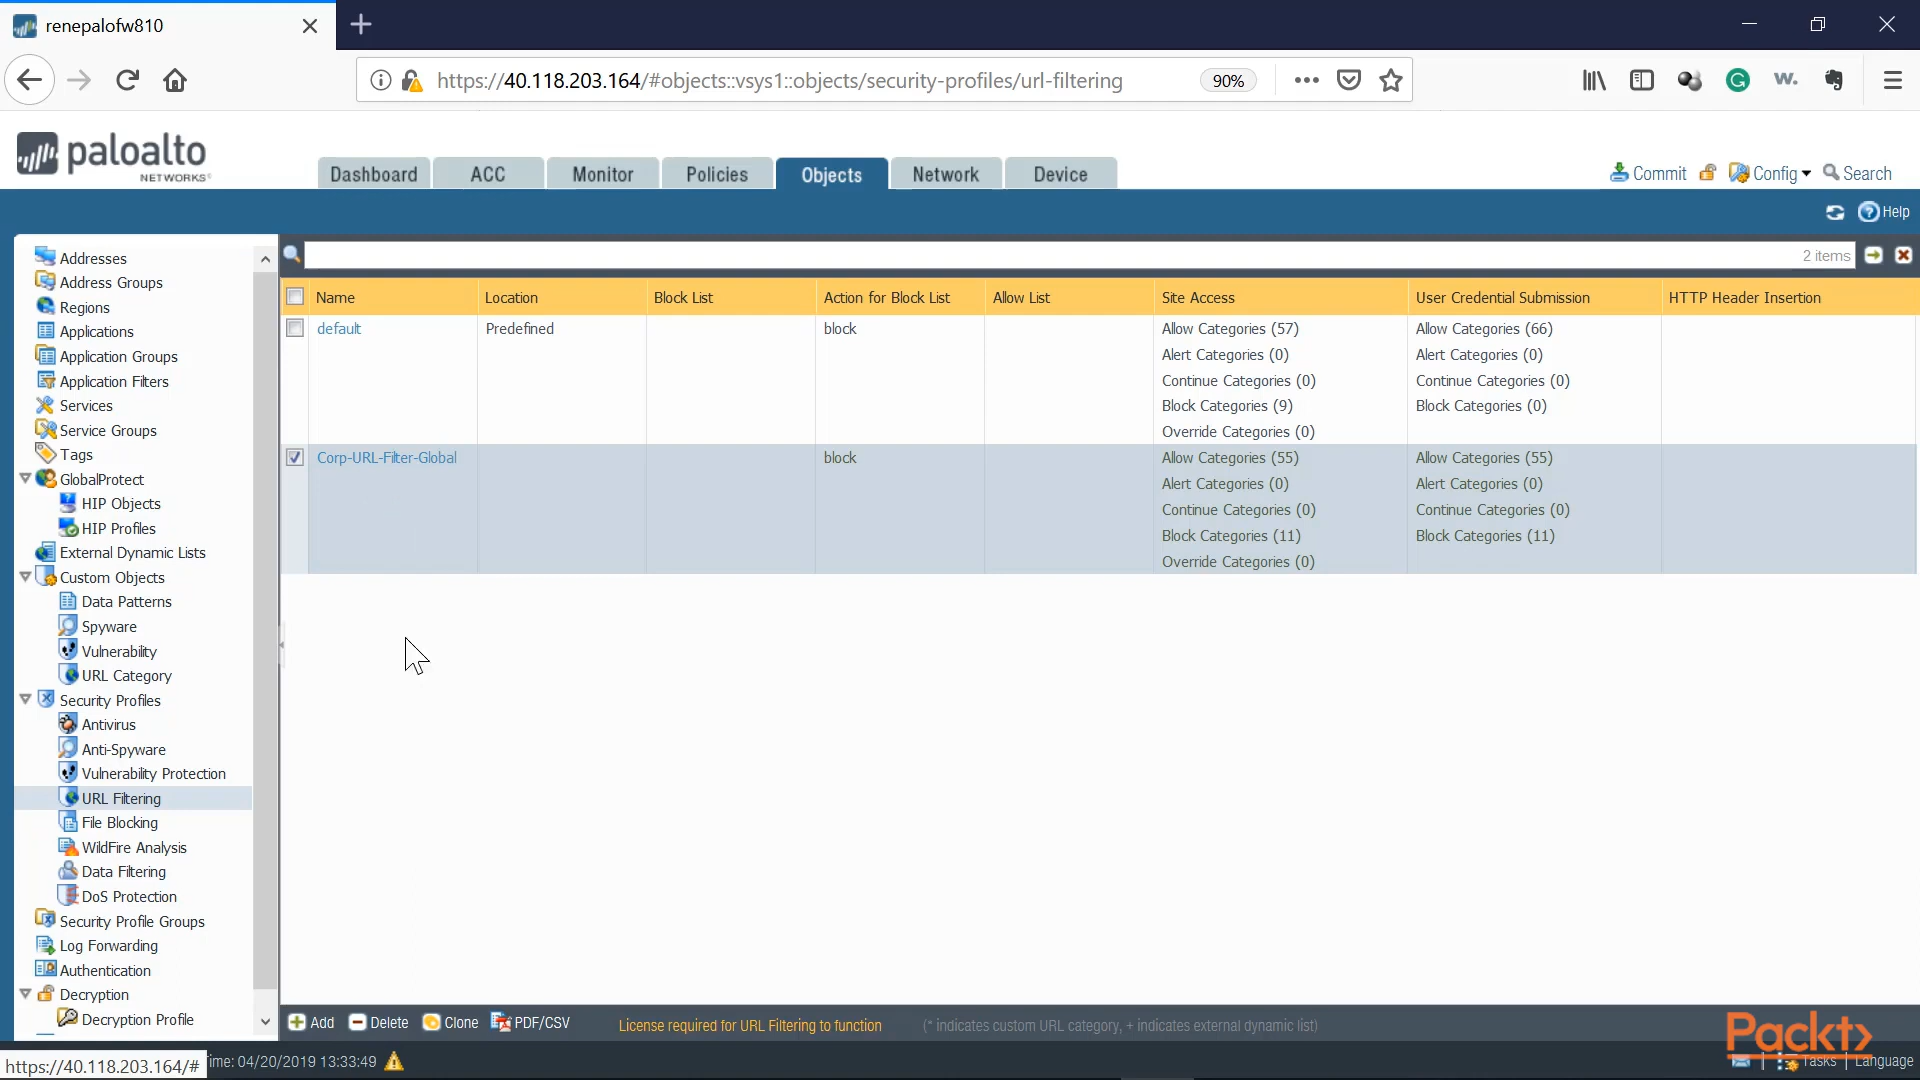 renepalofw810
https://40.118.203.164/#objects::vsys1::objects/security-profiles/url-filtering
90%
w.
paloalto
NETWORKS
Dashboard ACC Monitor Policies Objects Network Device
Commit Config Search
Help
Addresses
Address Groups
Regions
Applications
Application Groups
Application Filters
Services
Service Groups
Tags
GlobalProtect
HIP Objects
HIP Profiles
External Dynamic Lists
Custom Objects
Data Patterns
Spyware
Vulnerability
URL Category
Security Profiles
Antivirus
Anti-Spyware
Vulnerability Protection
URL Filtering
File Blocking
WildFire Analysis
Data Filtering
DoS Protection
Security Profile Groups
Log Forwarding
Authentication
Decryption
Decryption Profile
2 items
Name Location Block List Action for Block List Allow List Site Access User Credential Submission HTTP Header Insertion
default Predefined block Allow Categories (57) Allow Categories (66)
Alert Categories (0) Alert Categories (0)
Continue Categories (0) Continue Categories (0)
Block Categories (9) Block Categories (0)
Override Categories (0)
Corp-URL-Filter-Global block Allow Categories (55) Allow Categories (55)
Alert Categories (0) Alert Categories (0)
Continue Categories (0) Continue Categories (0)
Block Categories (11) Block Categories (11)
Override Categories (0)
Add Delete Clone PDF/CSV License required for URL Filtering to function (* indicates custom URL category, + indicates external dynamic list)
Packt>
https://40.118.203.164/# ime: 04/20/2019 13:33:49 Tasks | Language